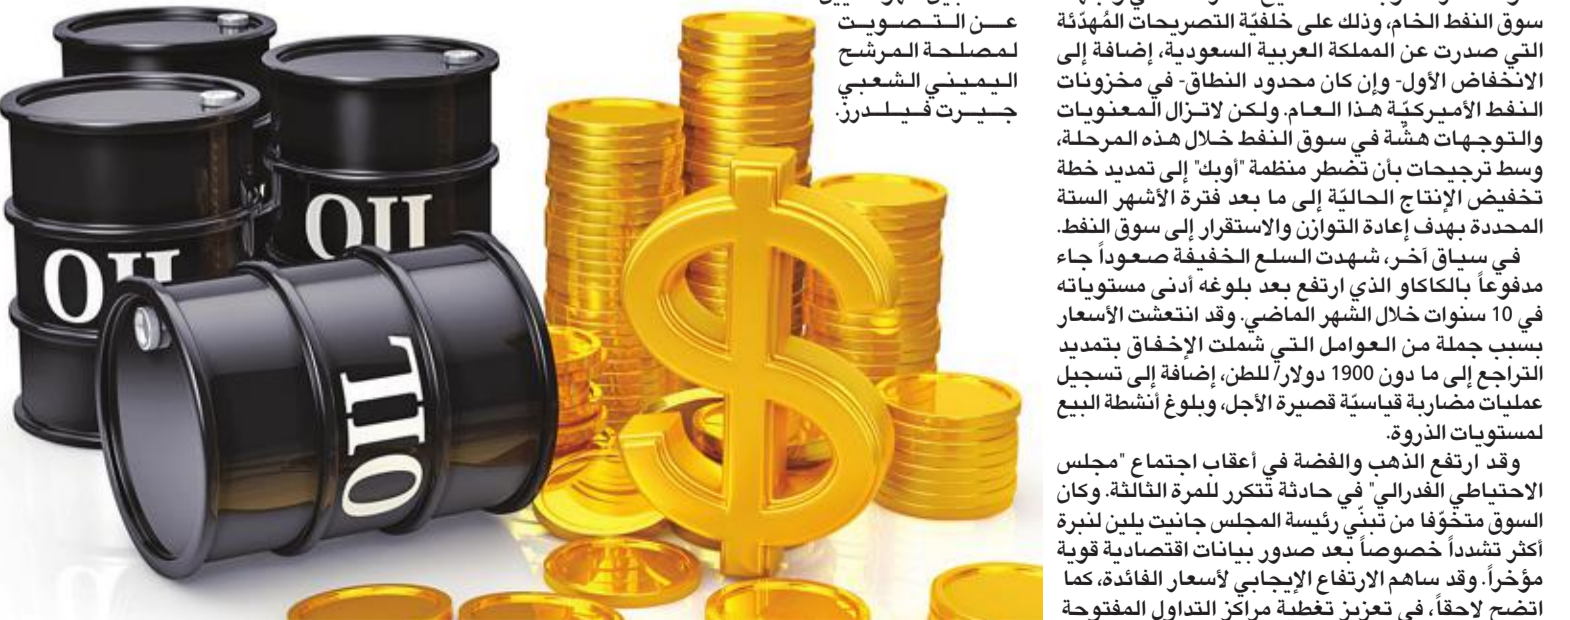 سوق النفط الخام، وذلك على خلفيّة التصريحات المُهدّئة
التي صدرت عن المملكة العربية السعودية، إضافة إلى
الانخفاض الأول- وإن كان محدود النطاق- في مخزونات
النفط الأميركيّة هذا العام. ولكن لاتزال المعنويات
والتوجهات هشّة في سوق النفط خلال هذه المرحلة،
وسط ترجيحات بأن تضطر منظمة "أوبك" إلى تمديد خطة
تخفيض الإنتاج الحاليّة إلى ما بعد فترة الأشهر الستة
المحددة بهدف إعادة التوازن والاستقرار إلى سوق النفط.
في سياق آخر، شهدت السلع الخفيفة صعوداً جاء
مدفوعاً بالكاكاو الذي ارتفع بعد بلوغه أدنى مستوياته
في 10 سنوات خلال الشهر الماضي. وقد انتعشت الأسعار
بسبب جملة من العوامل التي شملت الإخفاق بتمديد
التراجع إلى ما دون 1900 دولار/ للطن، إضافة إلى تسجيل
عمليات مضاربة قياسيّة قصيرة الأجل، وبلوغ أنشطة البيع
لمستويات الذروة.
وقد ارتفع الذهب والفضة في أعقاب اجتماع "مجلس
الاحتياطي الفدرالي" في حادثة تتكرر للمرة الثالثة. وكان
السوق متخوّفا من تبنّي رئيسة المجلس جانيت يلين لنبرة
أكثر تشدداً خصوصاً بعد صدور بيانات اقتصادية قوية
مؤخراً. وقد ساهم الارتفاع الإيجابي لأسعار الفائدة، كما
اتضح لاحقاً، في تعزيز تغطية مراكز التداول المفتوحة
عن التصويت
لمصلحة المرشح
اليميني الشعبي
جيرت فيلدرز.
OIL
OIL
OIL
$